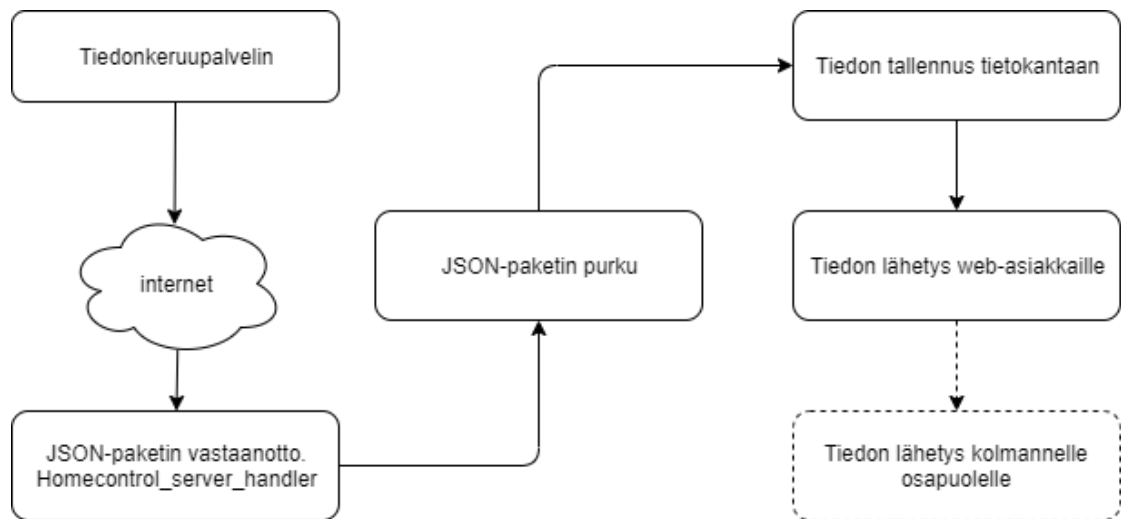 Tiedonkeruupalvelin
internet
JSON-paketin vastaanotto.
Homecontrol_server_handler
JSON-paketin purku
Tiedon tallennus tietokantaan
Tiedon lähetys web-asiakkaille
Tiedon lähetys kolmannelle
osapuolelle